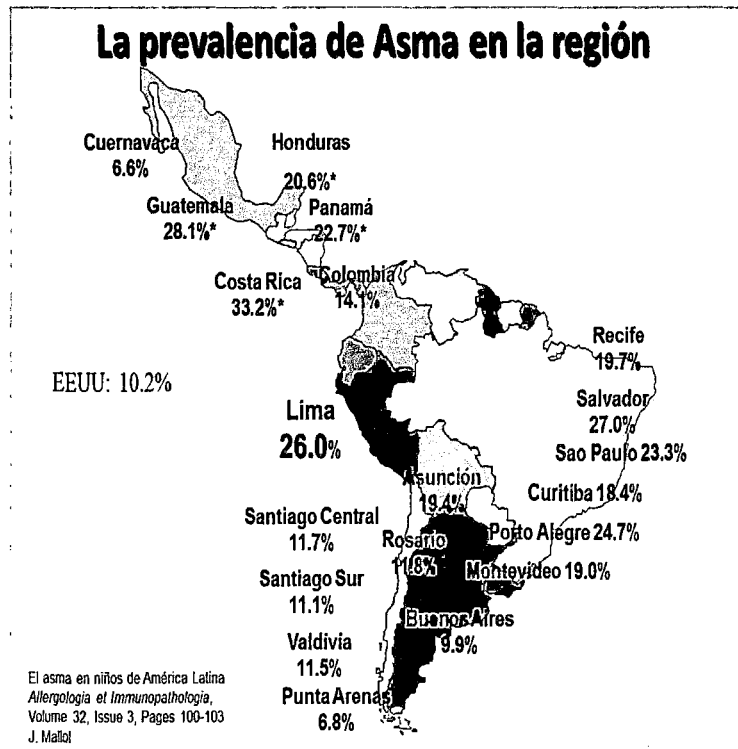 La prevalencia de Asma en la región
Cuernavaca
6.6%
Honduras
20.6%*
Guatemala
28.1%*
Panamá
22.7%*
Costa Rica
33.2%*
Colombia
14.1%
EEUU: 10.2%
Lima
26.0%
Recife
19.7%
Salvador
27.0%
Sao Paulo 23.3%
Asunción
19.4%
Curitiba 18.4%
Santiago Central
11.7%
Rosario
11.8%
Porto Alegre 24.7%
Santiago Sur
11.1%
Montevideo 19.0%
Buenos Aires
9.9%
Valdivia
11.5%
Punta Arenas
6.8%
El asma en niños de América Latina
Allergologia et Immunopathologia,
Volume 32, Issue 3, Pages 100-103
J. Mallol